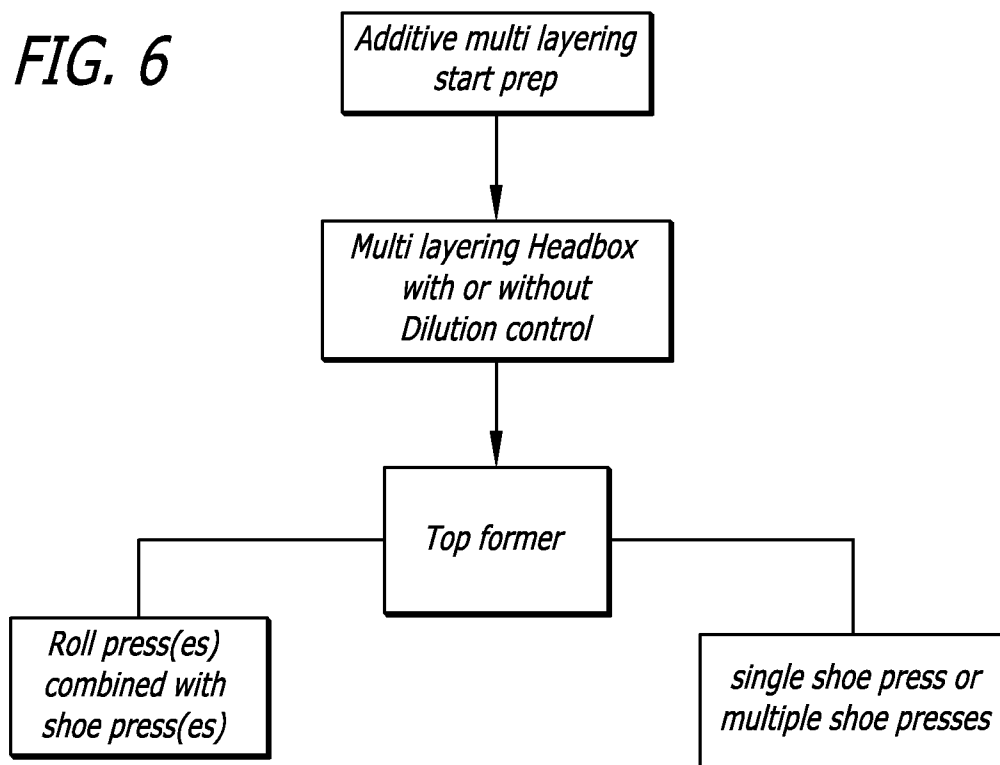 FIG. 6
Additive multi layering
start prep
Multi layering Headbox
with or without
Dilution control
Top former
Roll press(es)
combined with
shoe press(es)
single shoe press or
multiple shoe presses